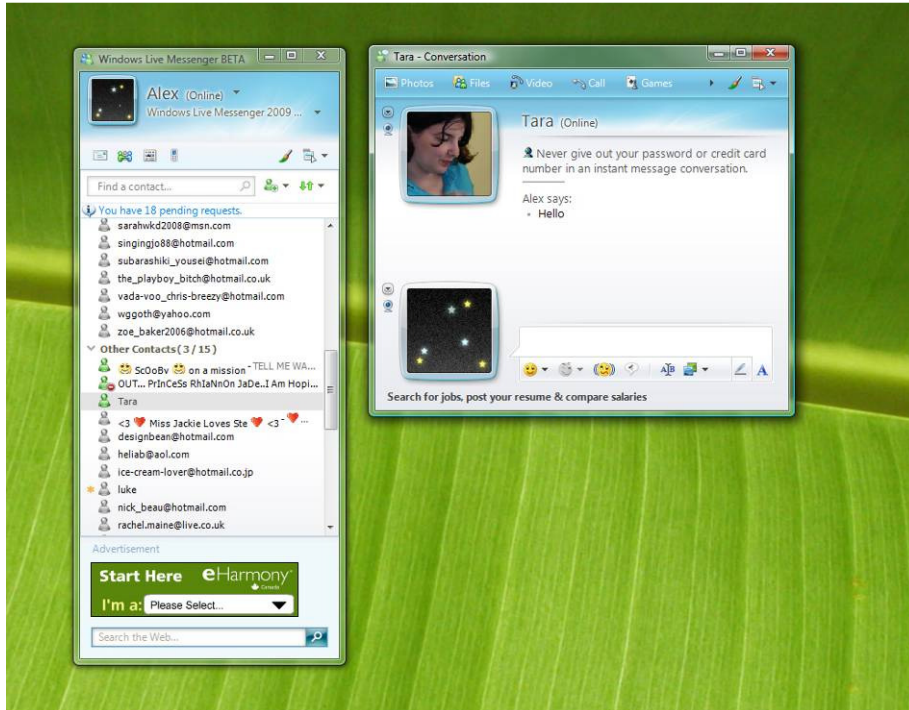 Windows Live Messenger BETA
Alex (Online)
Windows Live Messenger 2009 ...
Find a contact...
You have 18 pending requests.
sarahwkd2008@msn.com
singingjo88@hotmail.com
subarashiki_yousei@hotmail.com
the_playboy_bitch@hotmail.co.uk
vada-voo_chris-breezy@hotmail.com
wggoth@yahoo.com
zoe_baker2006@hotmail.co.uk
Other Contacts (3 / 15)
ScOoBv on a mission - TELL ME WA...
OUT... PrInCeSs RhIaNnOn JaDe..I Am Hopi...
Tara
<3 Miss Jackie Loves Ste <3 - ...
designbean@hotmail.com
heliab@aol.com
ice-cream-lover@hotmail.co.jp
luke
nick_beau@hotmail.com
rachel.maine@live.co.uk
Advertisement
Start Here eHarmony
Canada
I'm a: Please Select...
Search the Web...
Tara - Conversation
Photos Files Video Call Games
Tara (Online)
Never give out your password or credit card
number in an instant message conversation.
Alex says:
Hello
Search for jobs, post your resume & compare salaries